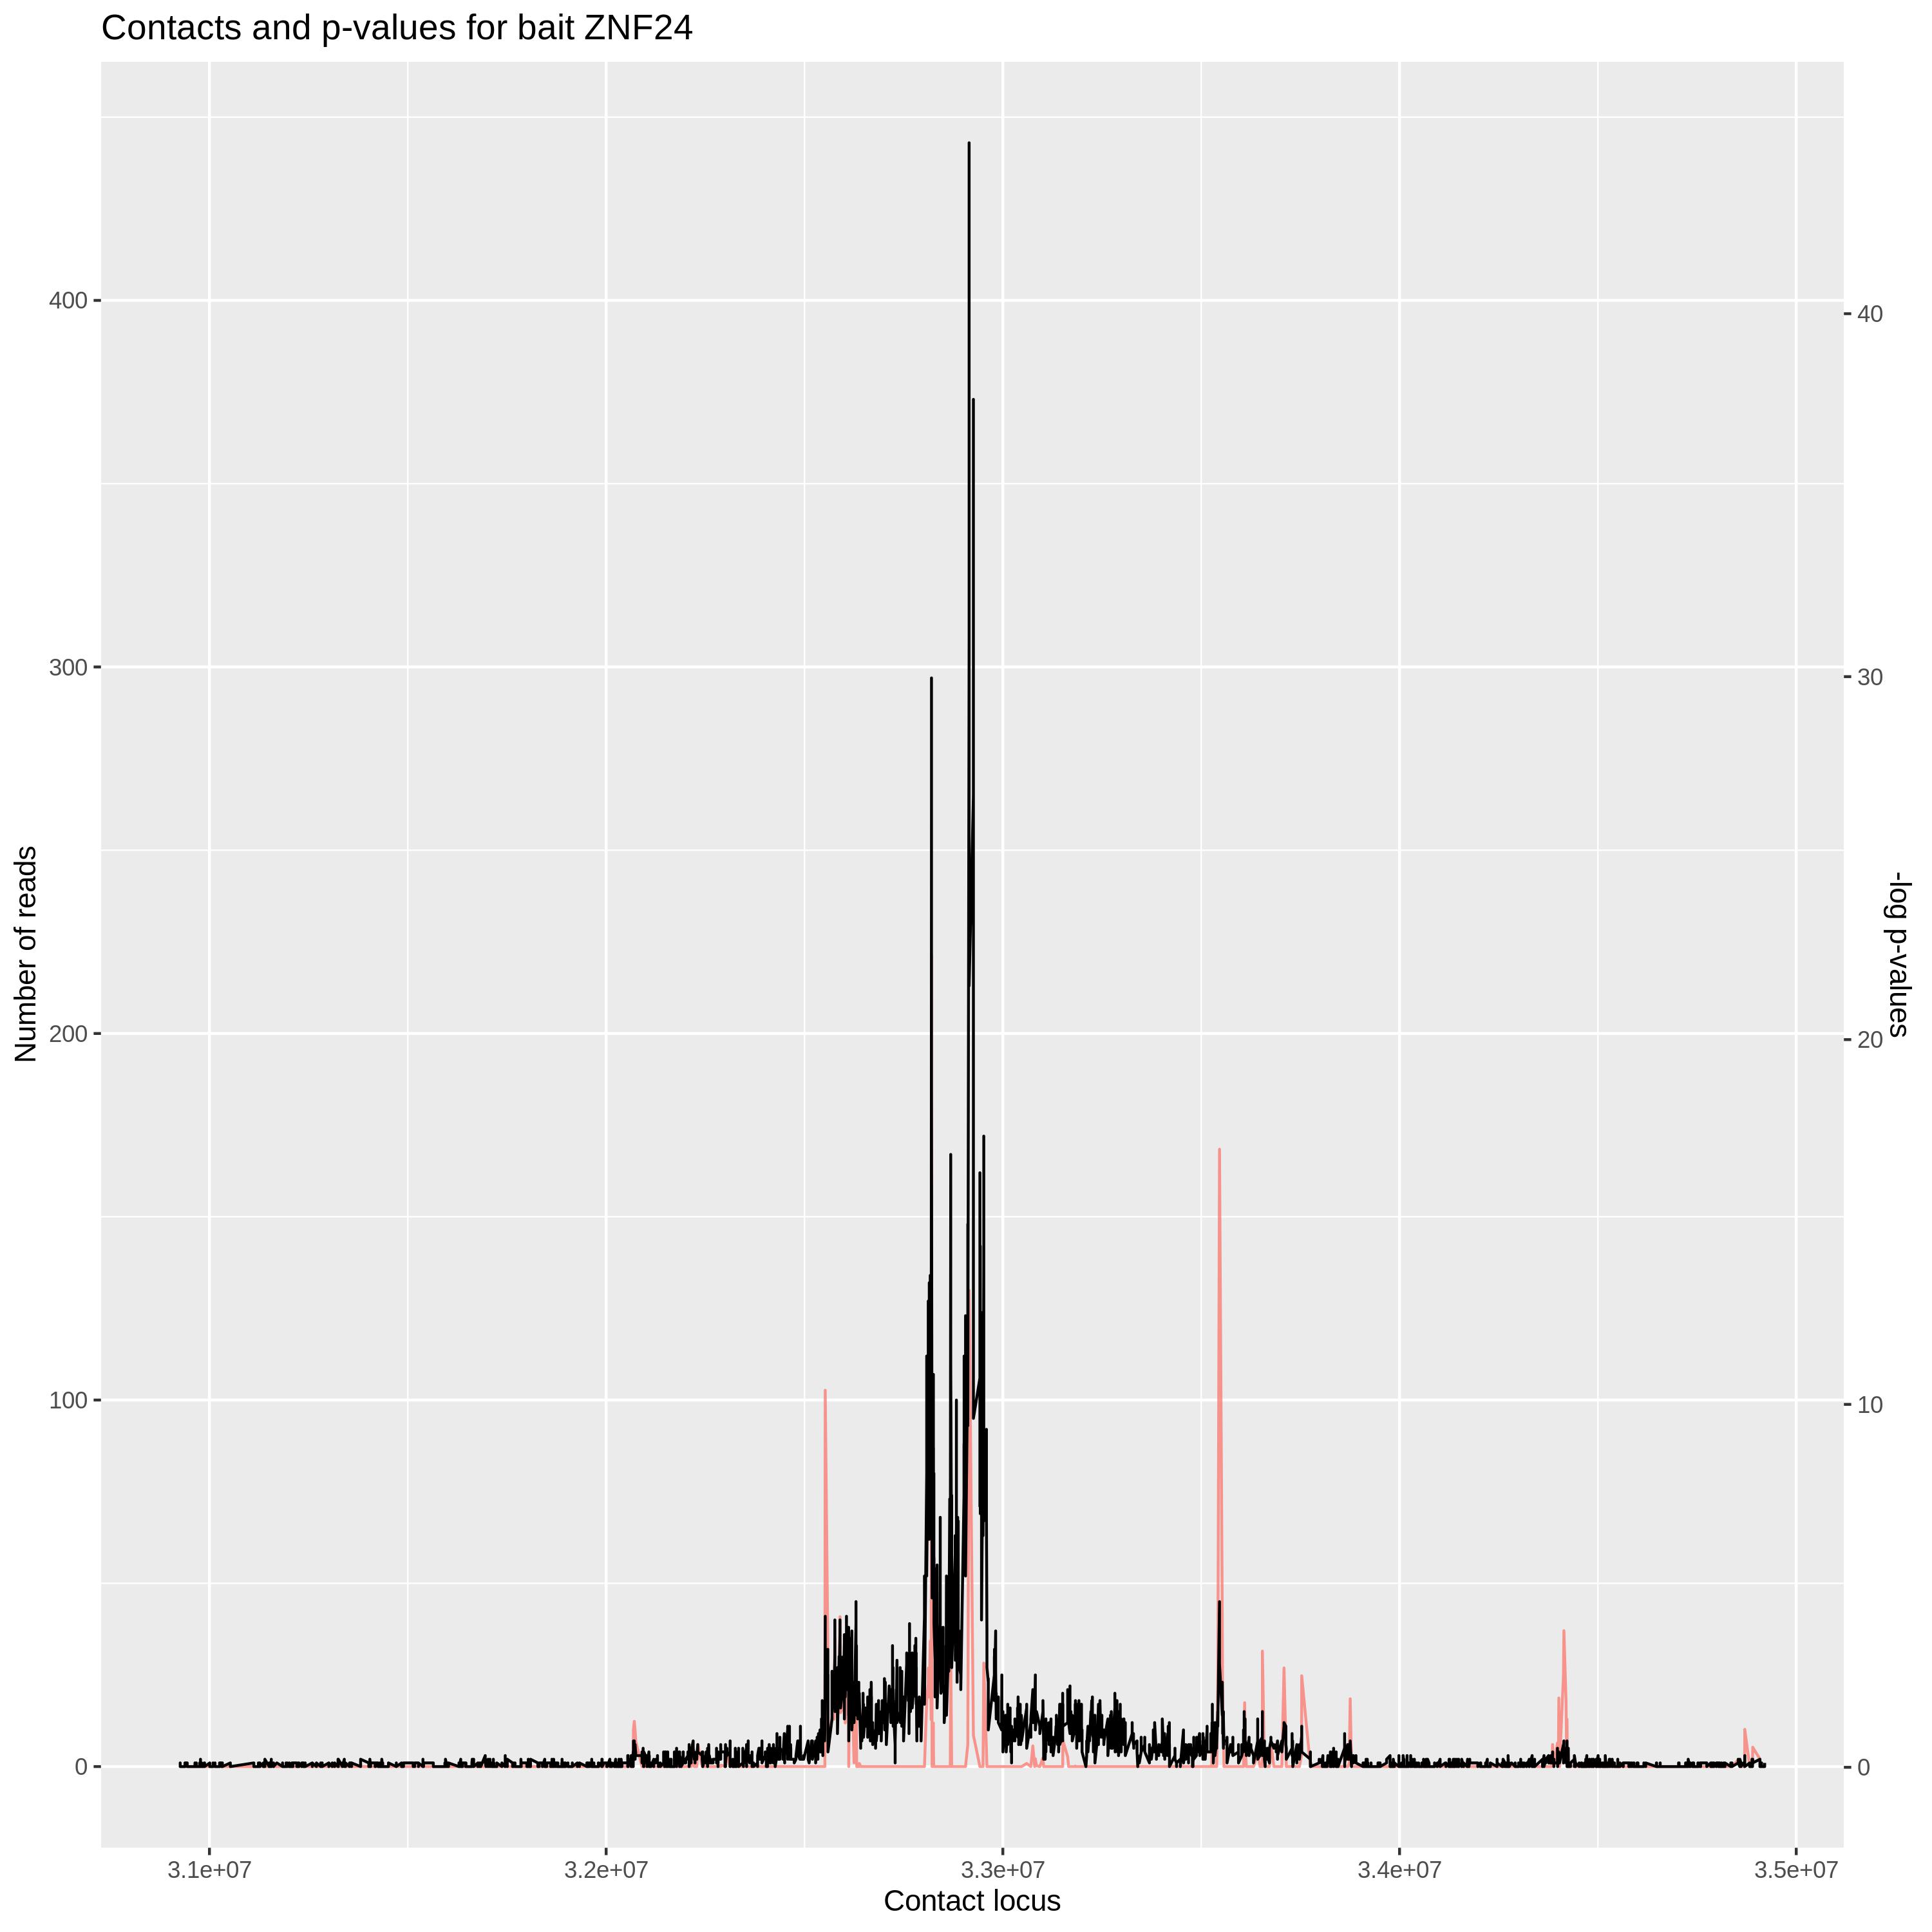 Contacts and p-values for bait ZNF24
400
300
200
100
0
40
30
20
10
0
Number of reads
-log p-values
3.1e+07
3.2e+07
3.3e+07
3.4e+07
3.5e+07
Contact locus